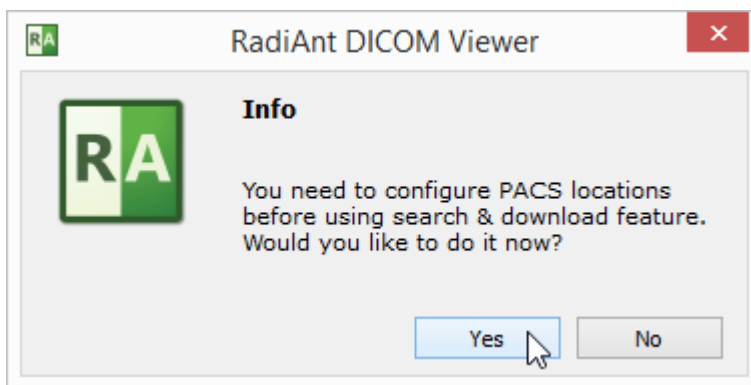 RA RadiAnt DICOM Viewer
RA
Info
You need to configure PACS locations
before using search & download feature.
Would you like to do it now?
Yes No